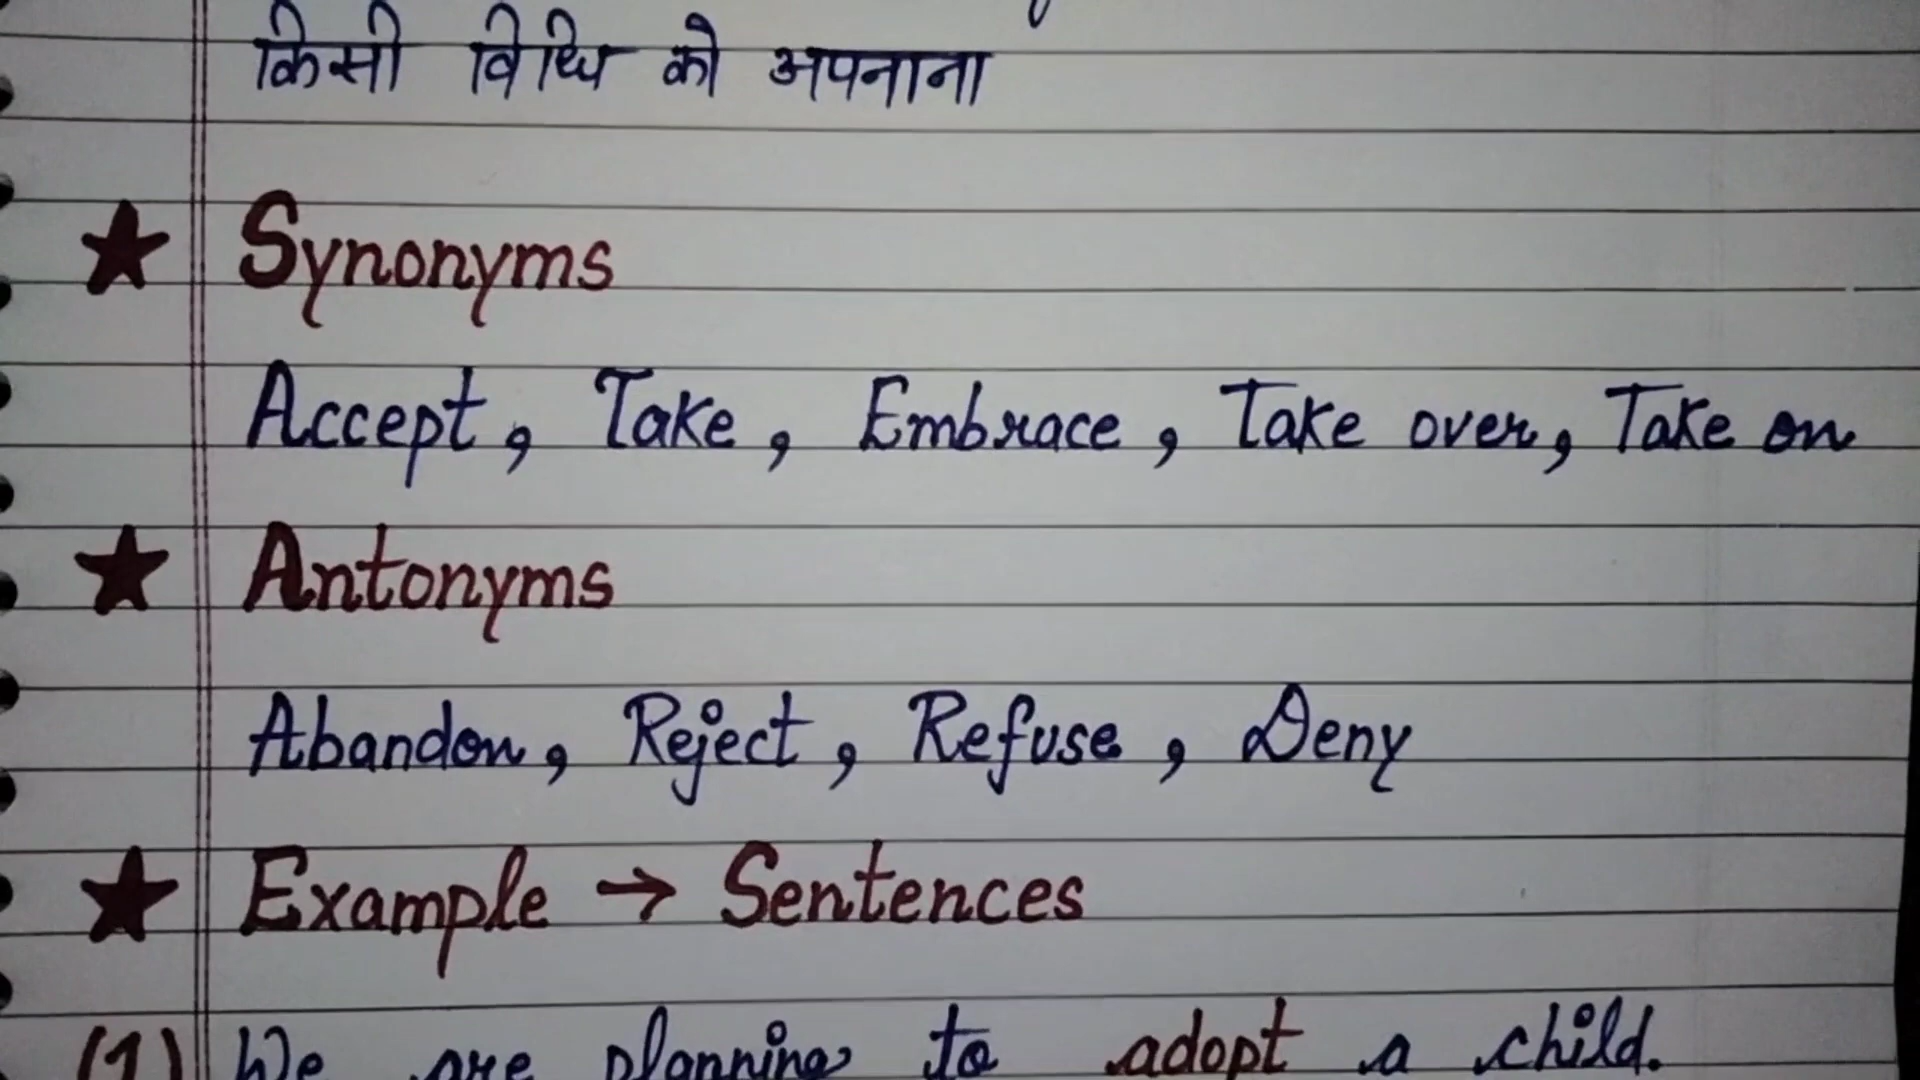 किसी विधि को अपनाना
★ Synonyms
Accept, Take, Embrace, Take over, Take on
★ Antonyms
Abandon, Reject, Refuse, Deny
★ Example → Sentences
(1) We are planning to adopt a child.